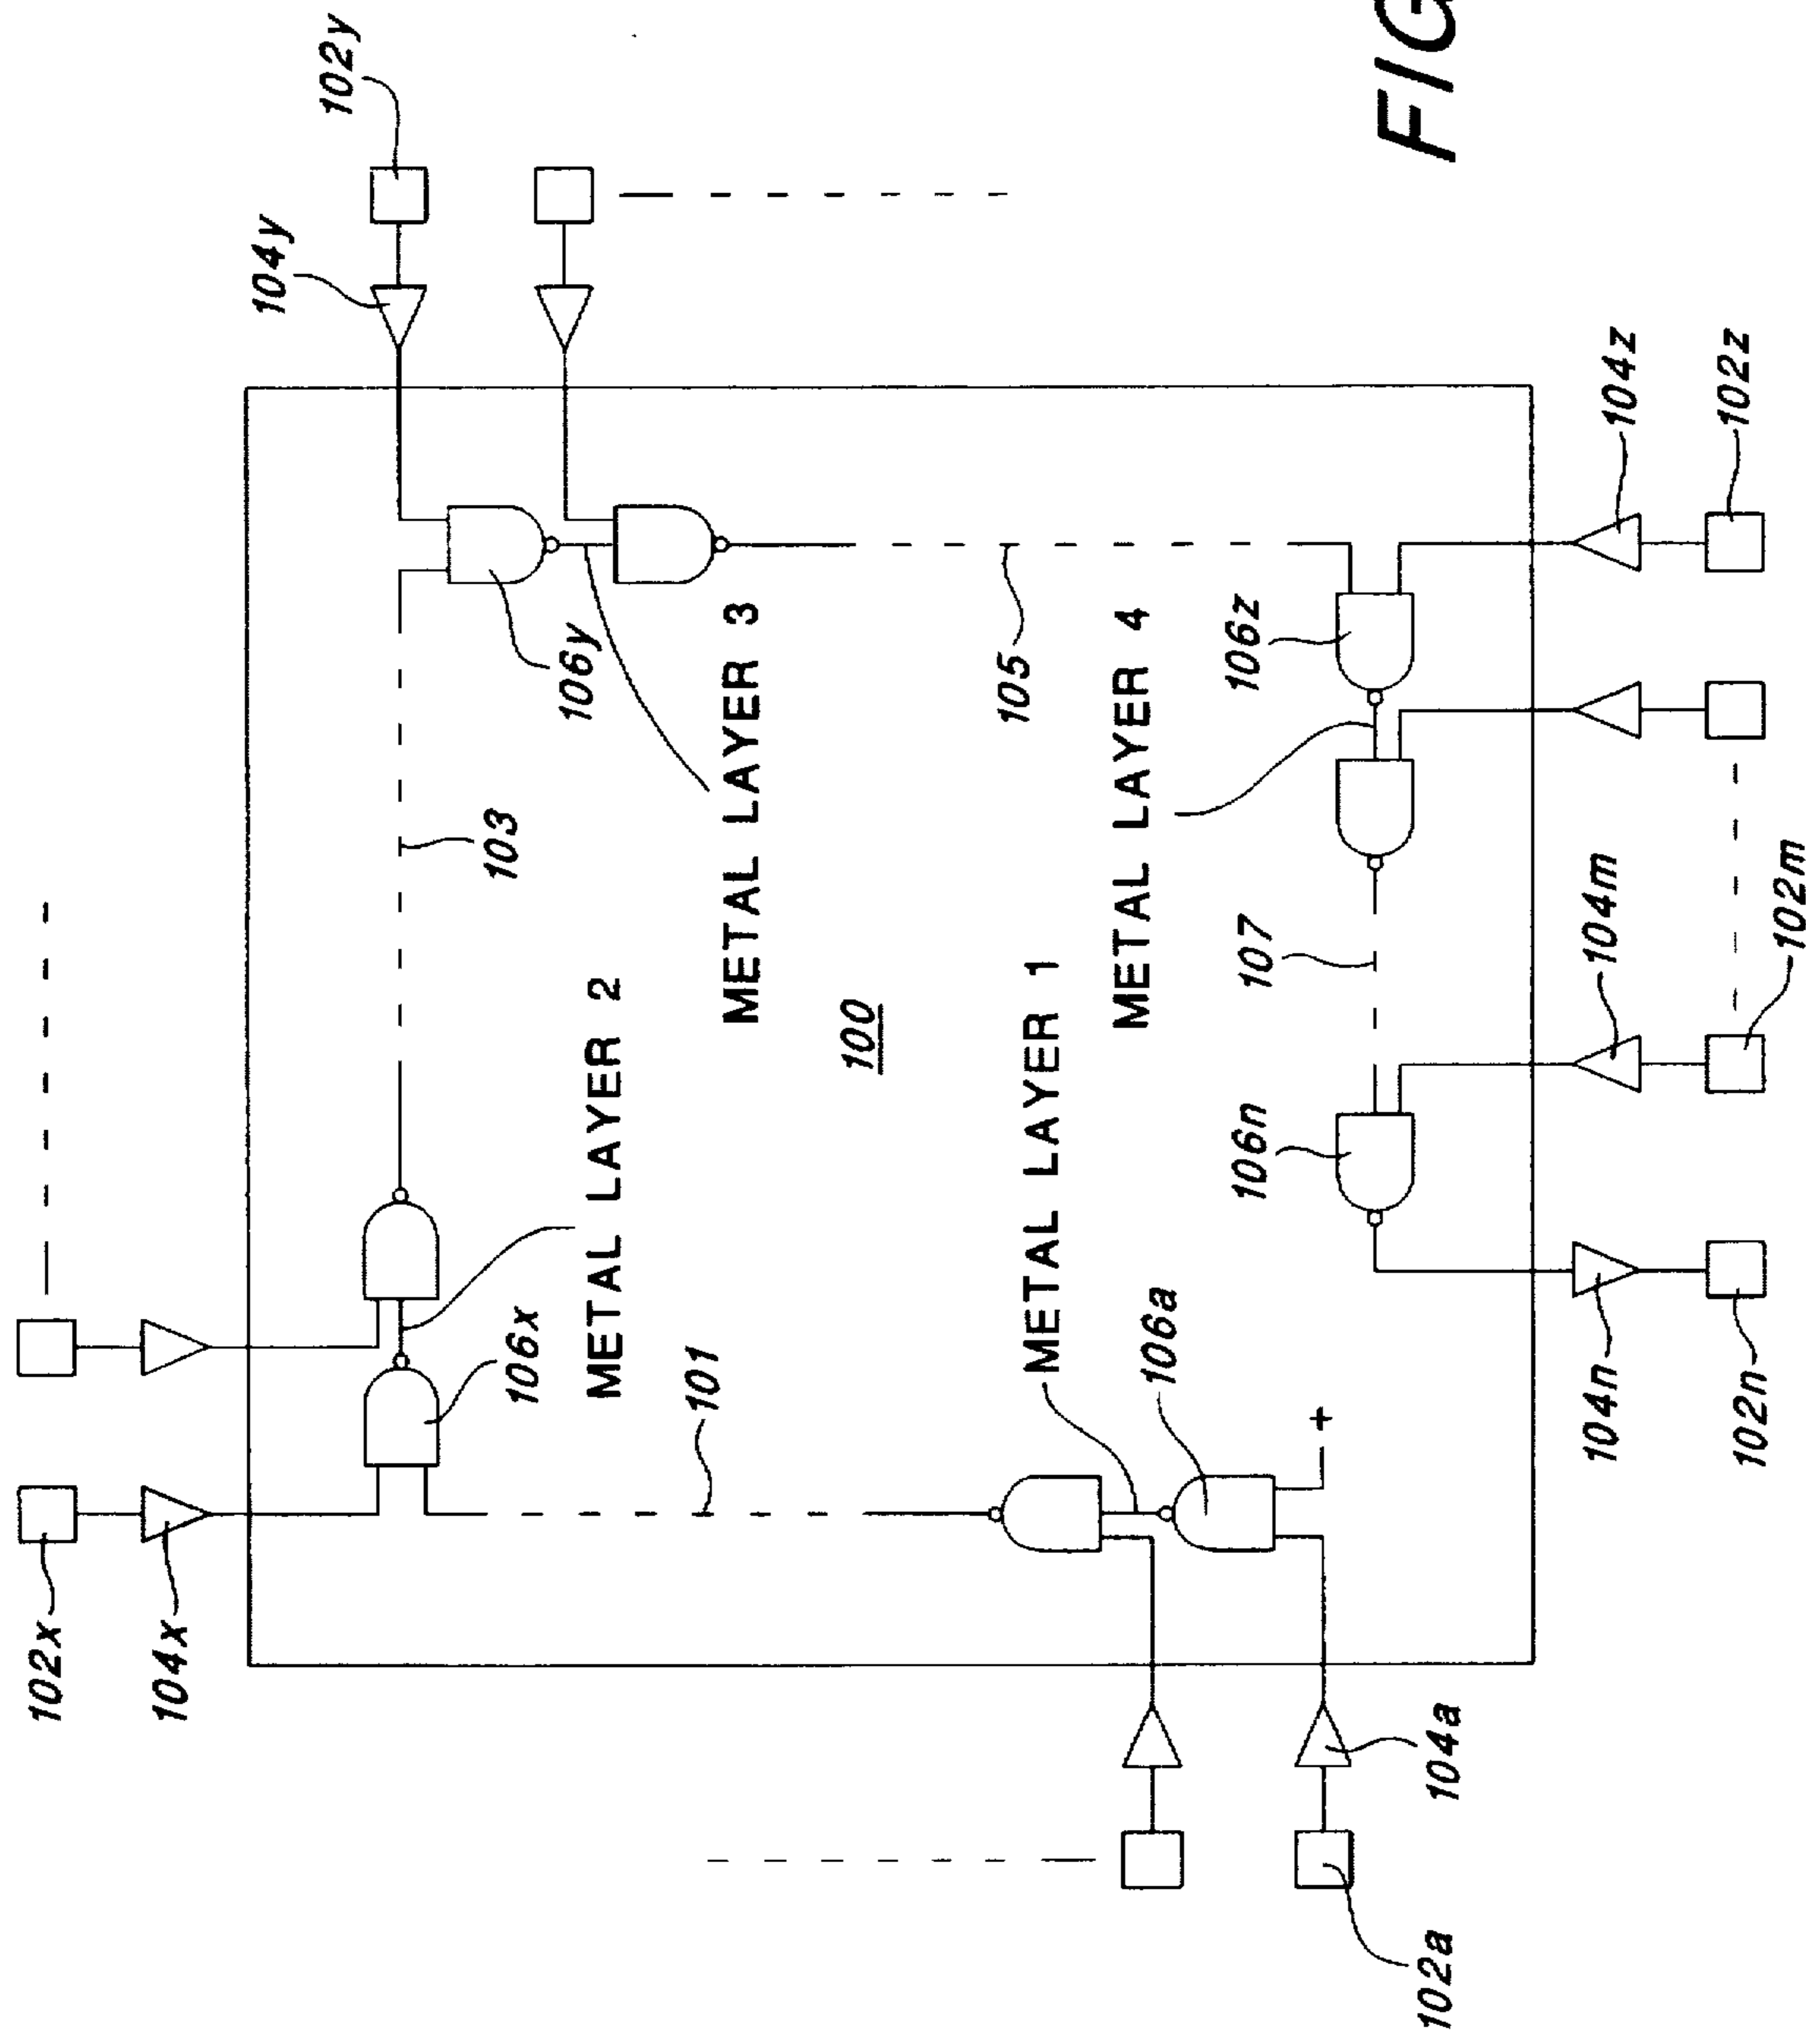 102x
104x
106x
METAL LAYER 2
101
103
104y
102y
106y
METAL LAYER 3
100
105
METAL LAYER 1
106a
+
METAL LAYER 4
106z
107
106n
102a
104a
104n
102n
104m
102m
104z
102z
FIG